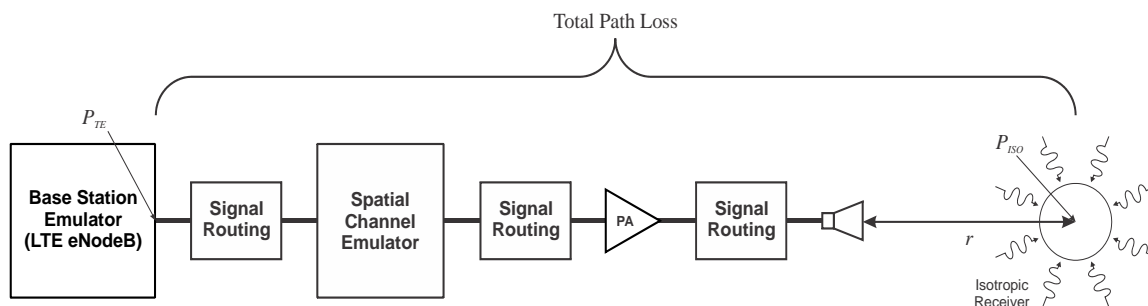 Total Path Loss
P_TE
P_ISO
Base Station
Emulator
(LTE eNodeB)
Signal
Routing
Spatial
Channel
Emulator
Signal
Routing
PA
Signal
Routing
r
Isotropic
Receiver